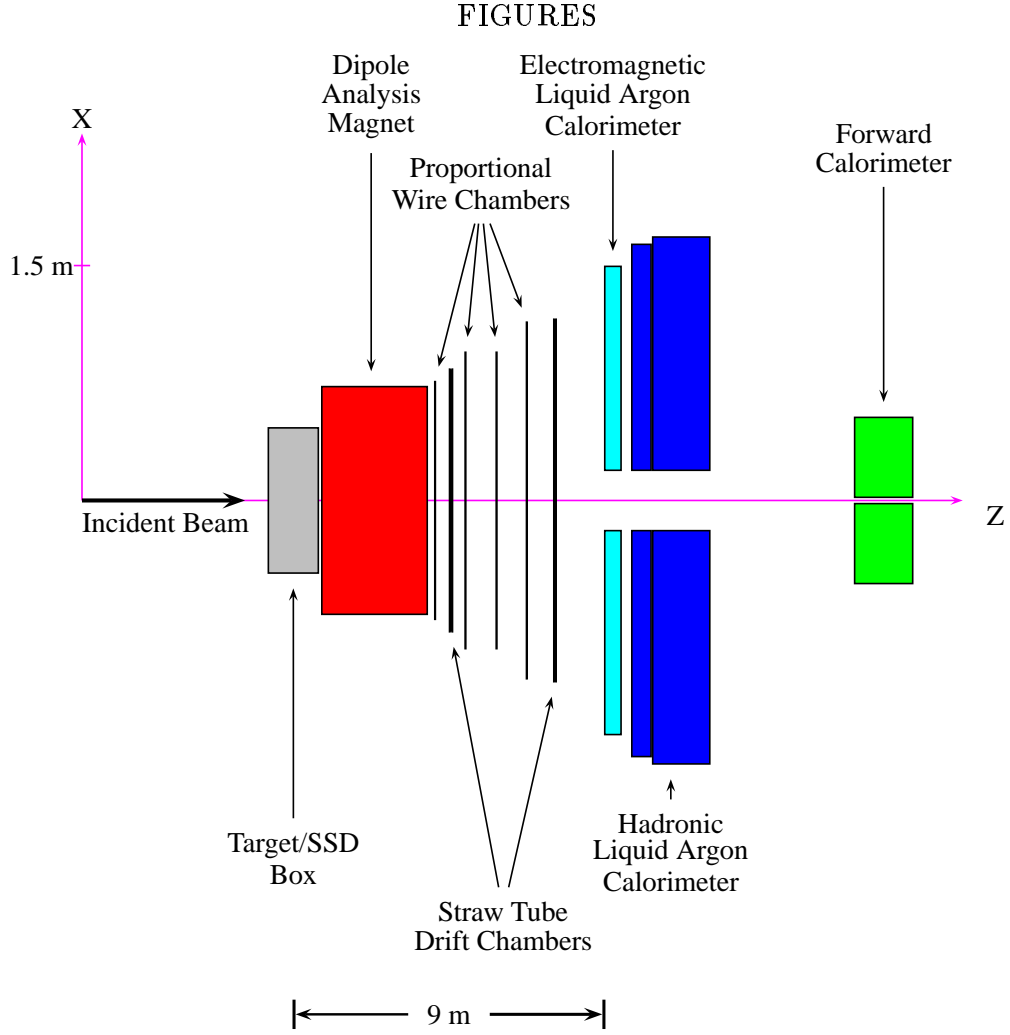 FIGURES
Dipole
Analysis
Magnet
Electromagnetic
Liquid Argon
Calorimeter
X
Forward
Calorimeter
Proportional
Wire Chambers
1.5 m
Incident Beam
Z
Target/SSD
Box
Hadronic
Liquid Argon
Calorimeter
Straw Tube
Drift Chambers
9 m